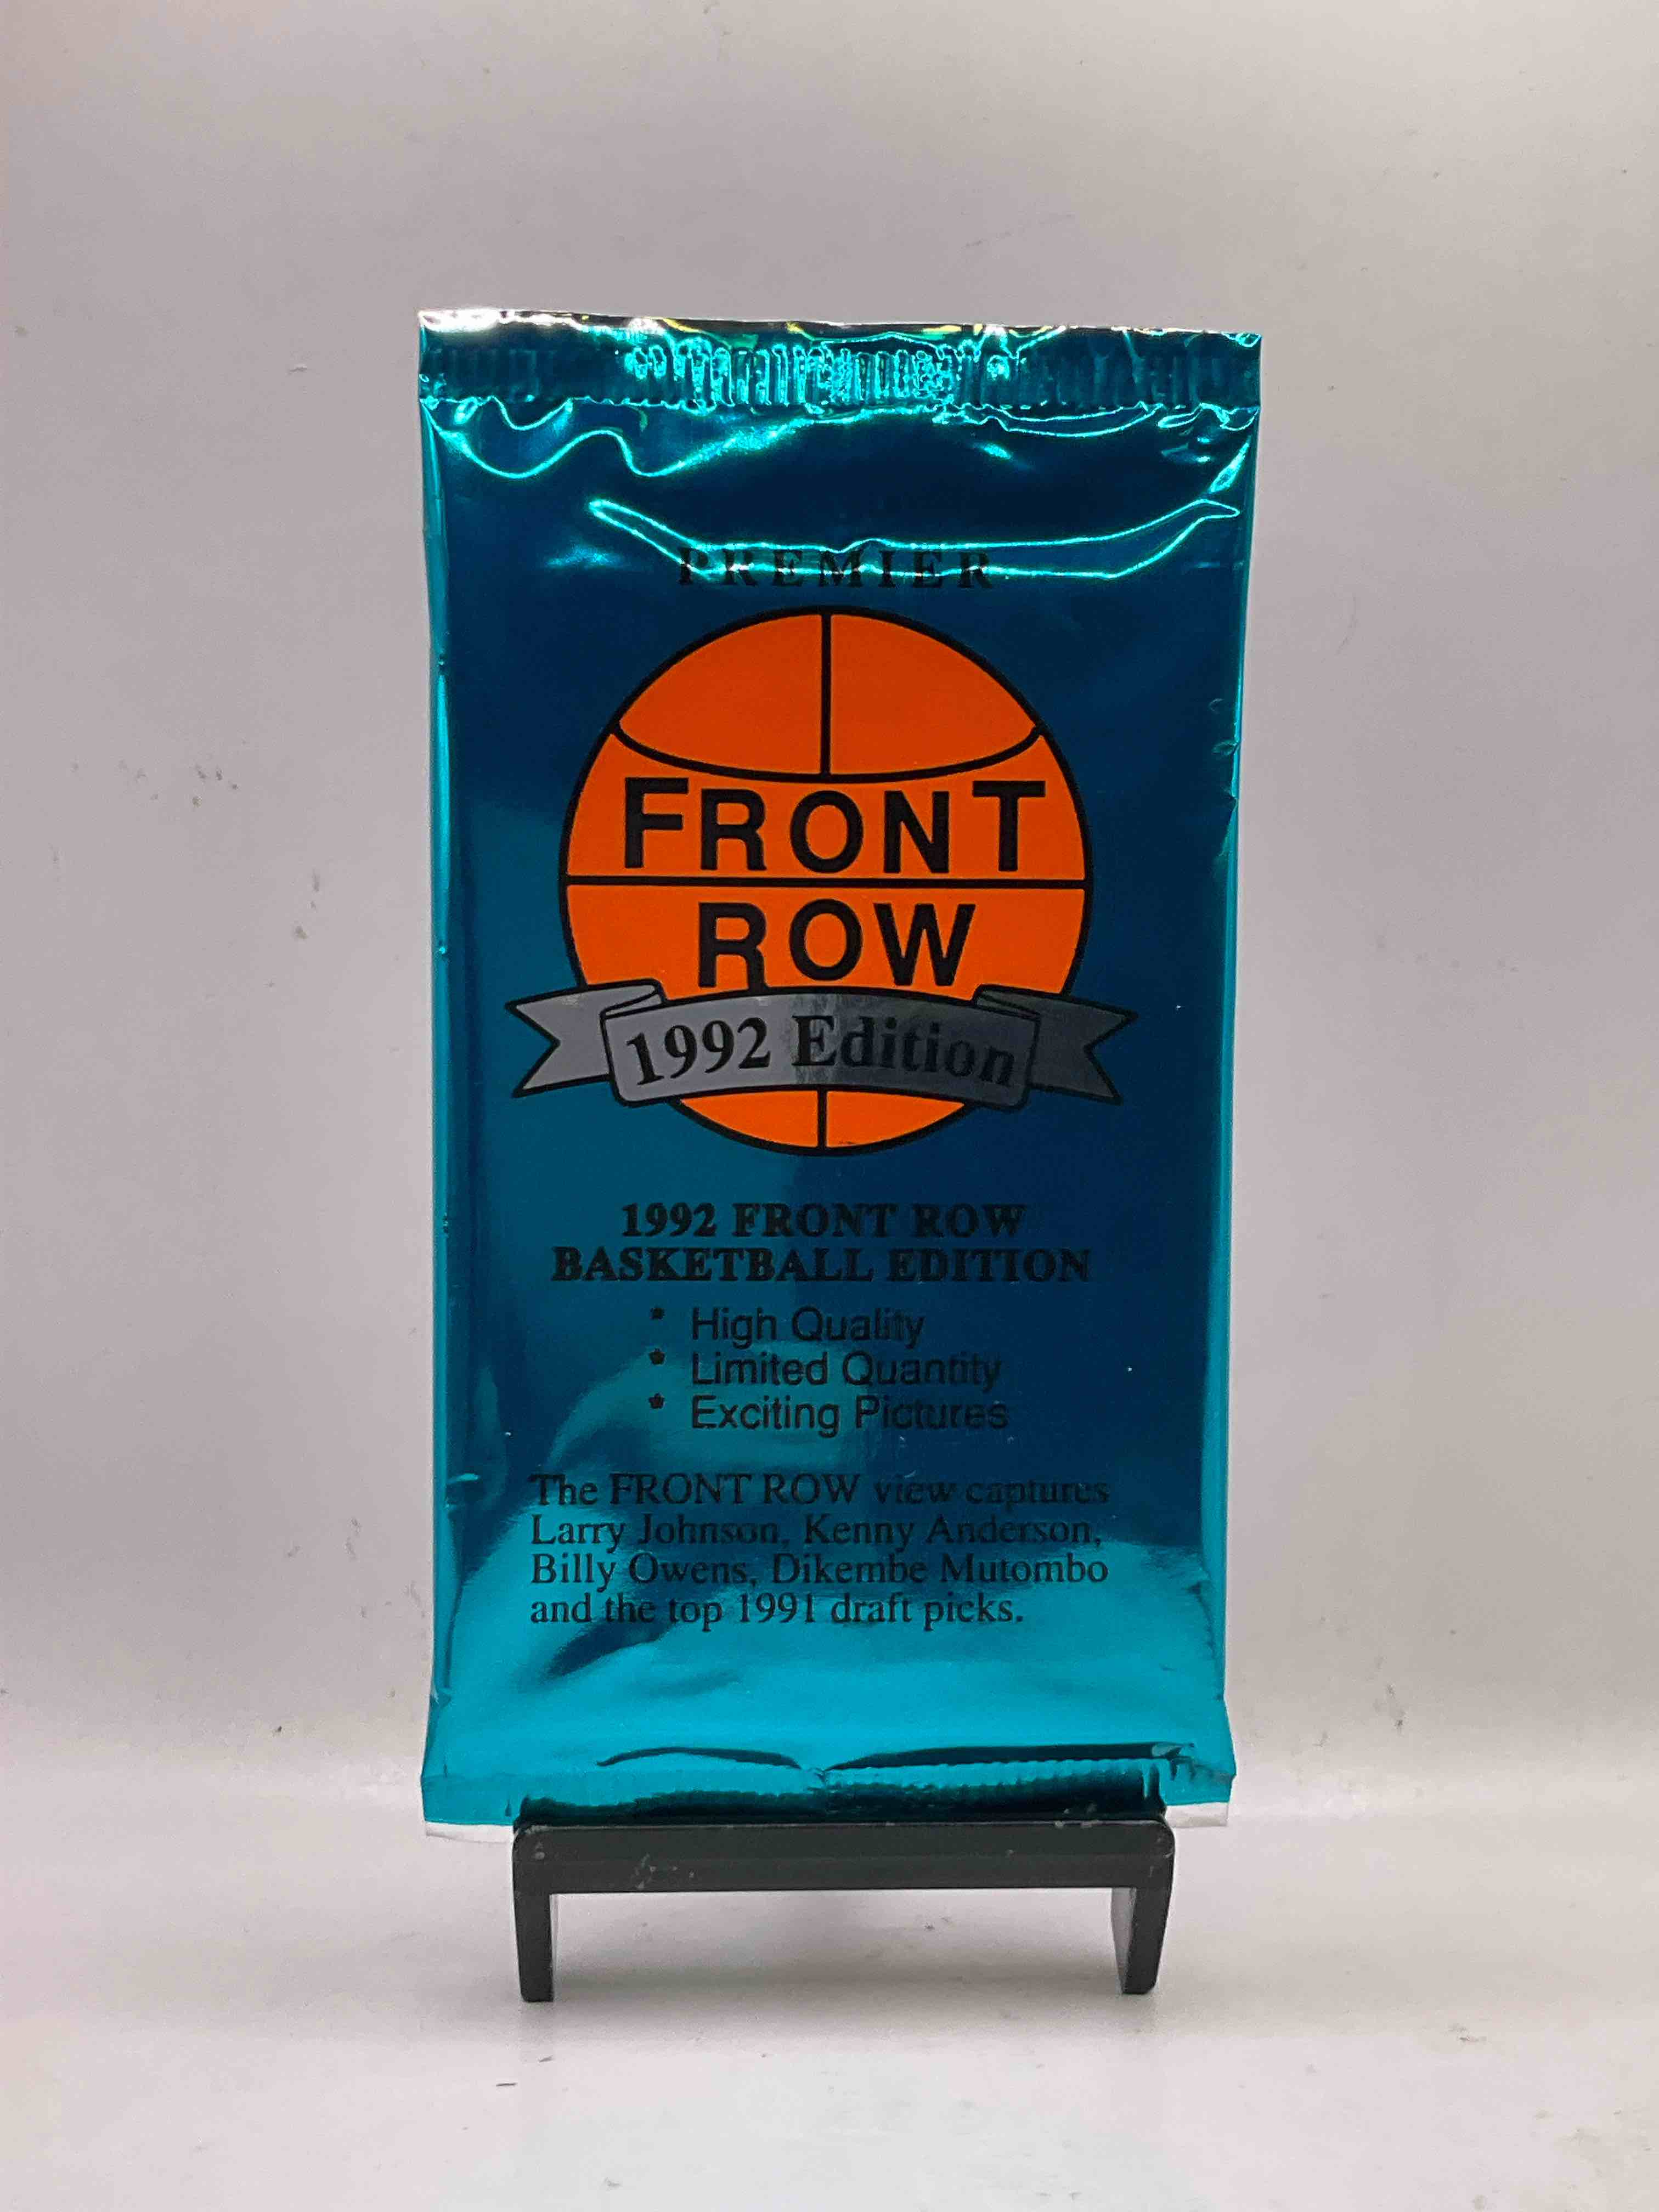 PREMIER
FRONT
ROW
1992 Edition
1992 FRONT ROW
BASKETBALL EDITION
* High Quality
* Limited Quantity
* Exciting Pictures
The FRONT ROW view captures
Larry Johnson, Kenny Anderson,
Billy Owens, Dikembe Mutombo
and the top 1991 draft picks.